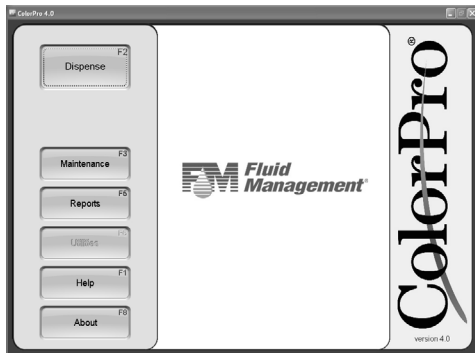 ColorPro 4.0
F2
Dispense
F3
Maintenance
F6
Reports
Utilities
F1
Help
F8
About
FM Fluid
Management®
ColorPro®
version 4.0